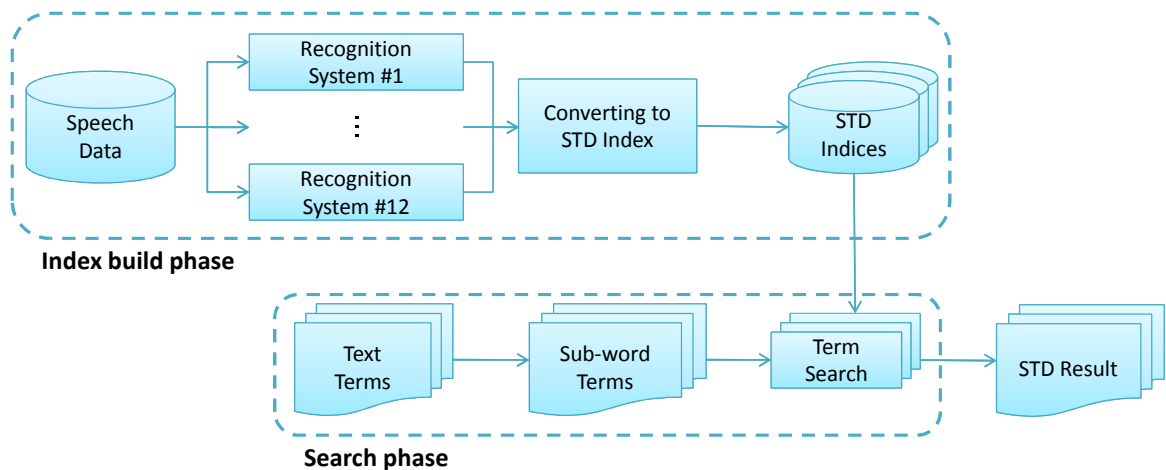 Speech
Data
Recognition
System #1
⋮
Recognition
System #12
Converting to
STD Index
STD
Indices
Index build phase
Text
Terms
Sub-word
Terms
Term
Search
STD Result
Search phase